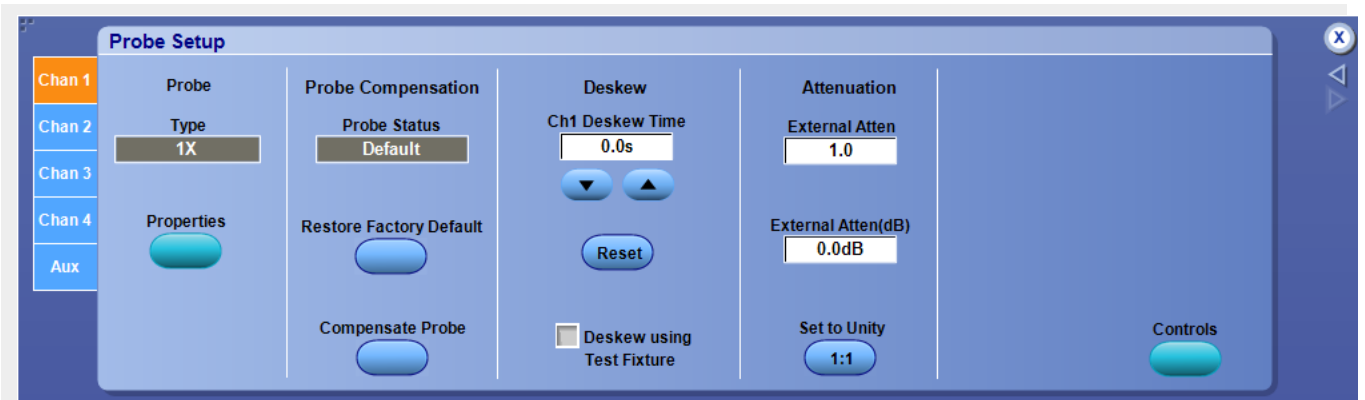 Probe Setup
X
Chan 1
Chan 2
Chan 3
Chan 4
Aux
Probe
Type
1X
Properties
Probe Compensation
Probe Status
Default
Restore Factory Default
Compensate Probe
Deskew
Ch1 Deskew Time
0.0s
Reset
Deskew using
Test Fixture
Attenuation
External Atten
1.0
External Atten(dB)
0.0dB
Set to Unity
1:1
Controls